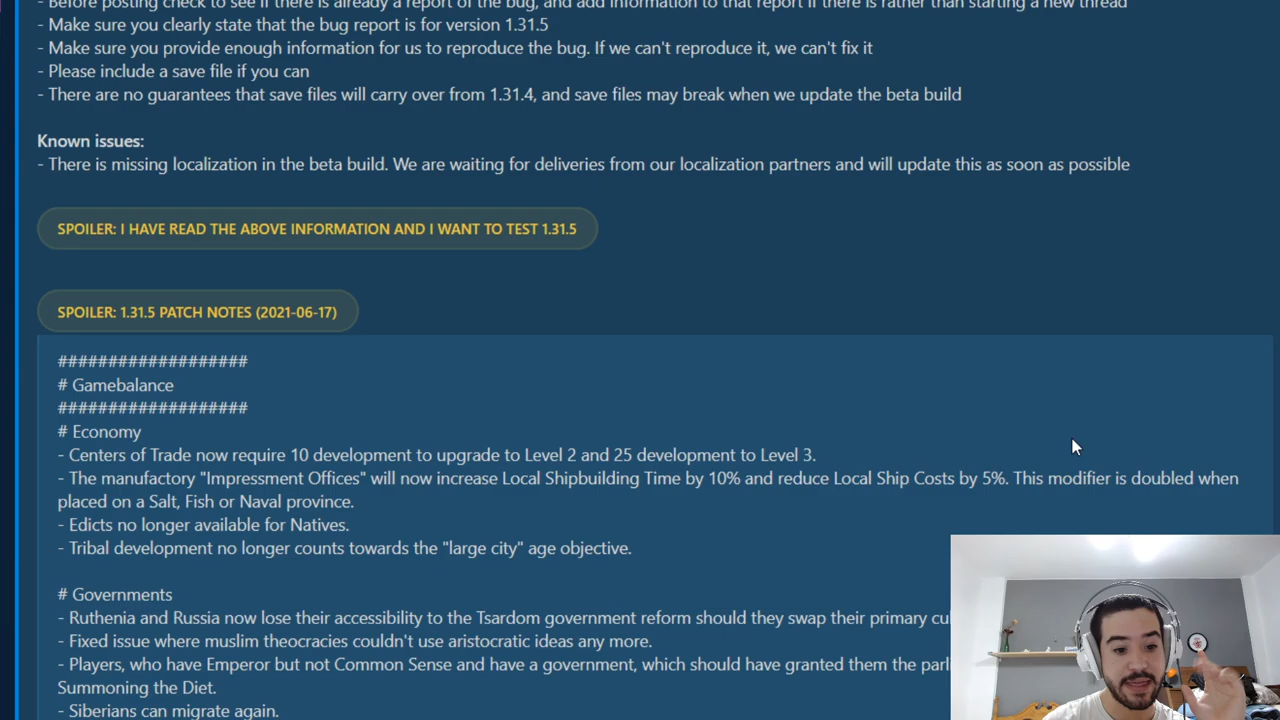 - Before posting check to see if there is already a report of the bug, and add information to that report if there is rather than starting a new thread
- Make sure you clearly state that the bug report is for version 1.31.5
- Make sure you provide enough information for us to reproduce the bug. If we can't reproduce it, we can't fix it
- Please include a save file if you can
- There are no guarantees that save files will carry over from 1.31.4, and save files may break when we update the beta build
Known issues:
- There is missing localization in the beta build. We are waiting for deliveries from our localization partners and will update this as soon as possible
SPOILER: I HAVE READ THE ABOVE INFORMATION AND I WANT TO TEST 1.31.5
SPOILER: 1.31.5 PATCH NOTES (2021-06-17)
###################
# Gamebalance
###################
# Economy
- Centers of Trade now require 10 development to upgrade to Level 2 and 25 development to Level 3.
- The manufactory "Impressment Offices" will now increase Local Shipbuilding Time by 10% and reduce Local Ship Costs by 5%. This modifier is doubled when
placed on a Salt, Fish or Naval province.
- Edicts no longer available for Natives.
- Tribal development no longer counts towards the "large city" age objective.
# Governments
- Ruthenia and Russia now lose their accessibility to the Tsardom government reform should they swap their primary
- Fixed issue where muslim theocracies couldn't use aristocratic ideas any more.
- Players, who have Emperor but not Common Sense and have a government, which should have granted them the
Summoning the Diet.
- Siberians can migrate again.